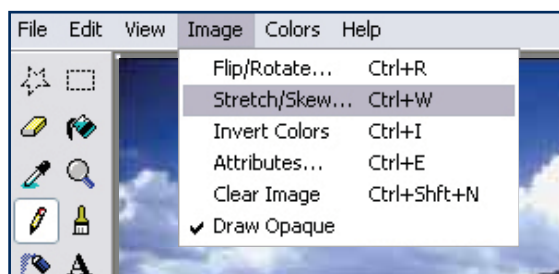 File Edit View Image Colors Help
Flip/Rotate... Ctrl+R
Stretch/Skew... Ctrl+W
Invert Colors Ctrl+I
Attributes... Ctrl+E
Clear Image Ctrl+Shft+N
Draw Opaque
A